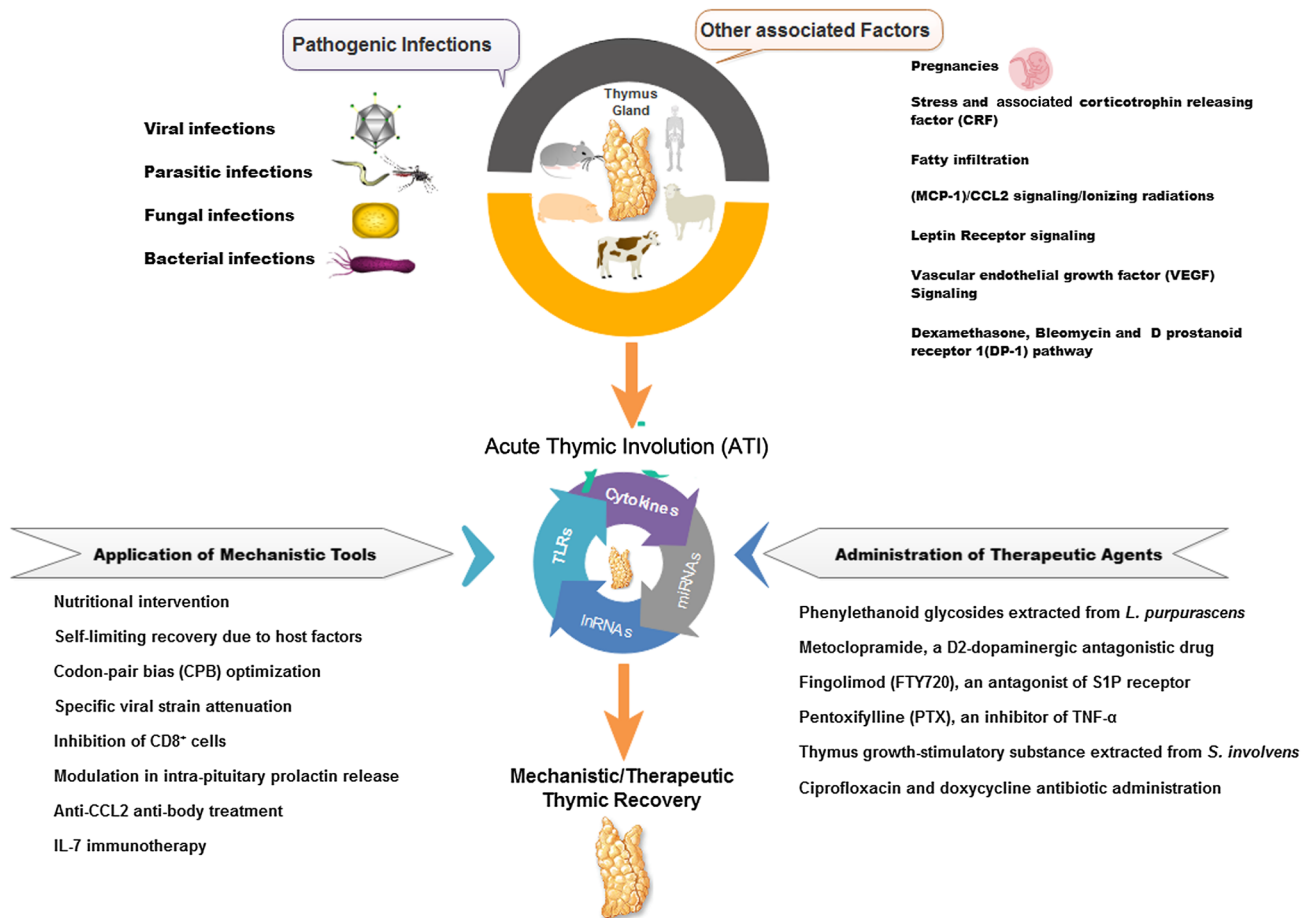 Pathogenic Infections
Other associated Factors
Viral infections
Parasitic infections
Fungal infections
Bacterial infections
Thymus
Gland
Pregnancies
Stress and associated corticotrophin releasing
factor (CRF)
Fatty infiltration
(MCP-1)/CCL2 signaling/Ionizing radiations
Leptin Receptor signaling
Vascular endothelial growth factor (VEGF)
Signaling
Dexamethasone, Bleomycin and D prostanoid
receptor 1(DP-1) pathway
Acute Thymic Involution (ATI)
Cytokines
TLRs
miRNAs
lnRNAs
Application of Mechanistic Tools
Nutritional intervention
Self-limiting recovery due to host factors
Codon-pair bias (CPB) optimization
Specific viral strain attenuation
Inhibition of CD8⁺ cells
Modulation in intra-pituitary prolactin release
Anti-CCL2 anti-body treatment
IL-7 immunotherapy
Administration of Therapeutic Agents
Phenylethanoid glycosides extracted from L. purpurascens
Metoclopramide, a D2-dopaminergic antagonistic drug
Fingolimod (FTY720), an antagonist of S1P receptor
Pentoxifylline (PTX), an inhibitor of TNF-α
Thymus growth-stimulatory substance extracted from S. involvens
Ciprofloxacin and doxycycline antibiotic administration
Mechanistic/Therapeutic
Thymic Recovery